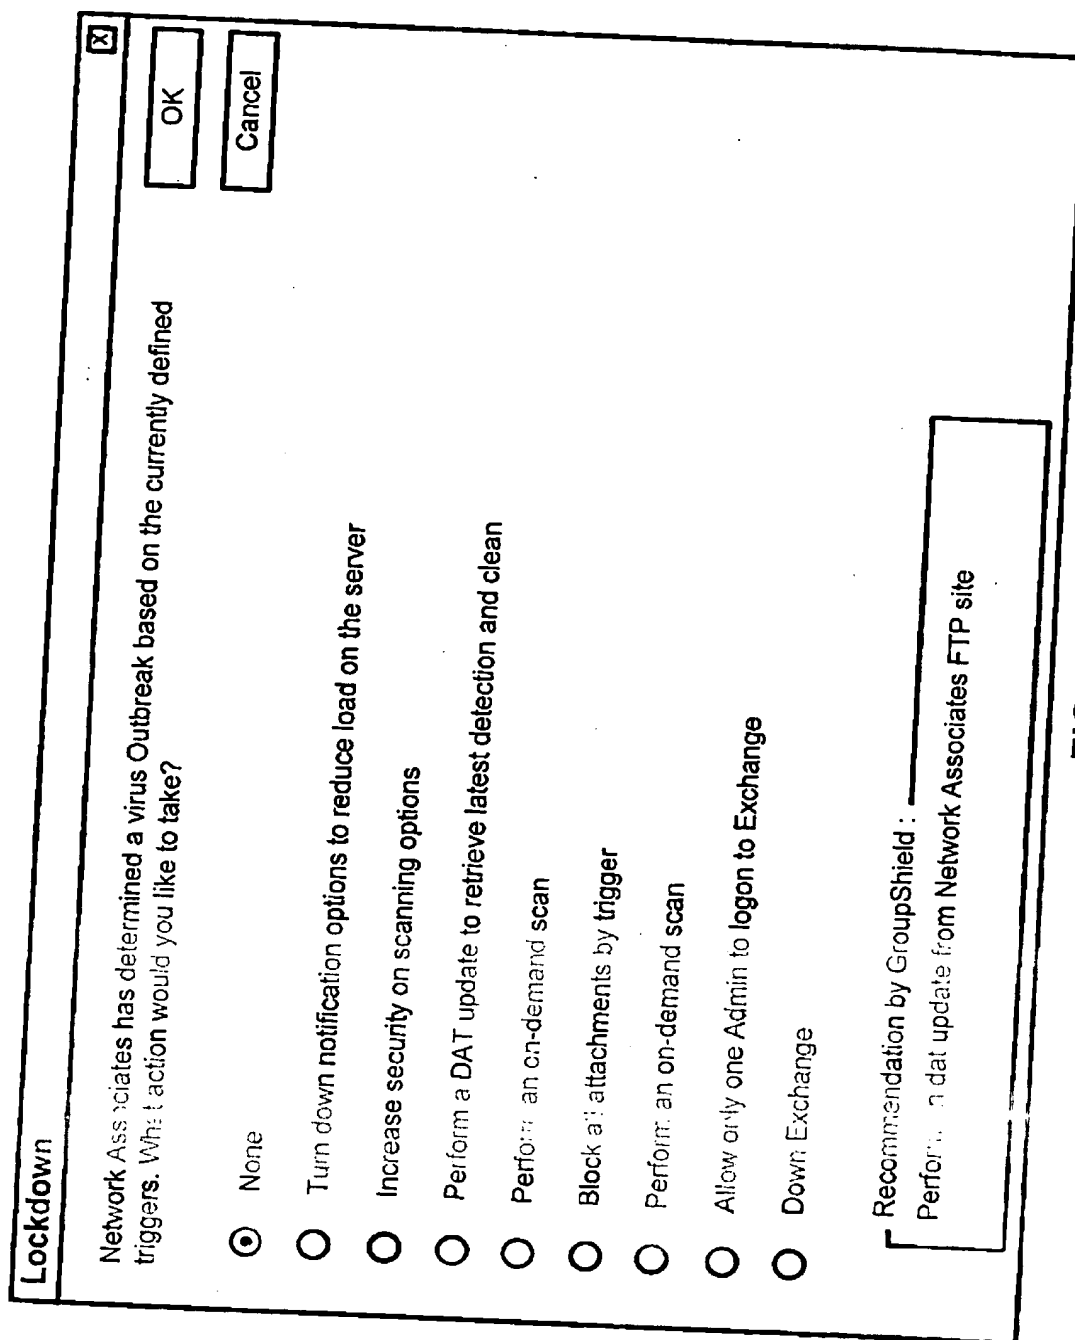 Lockdown
X
Network Associates has determined a virus Outbreak based on the currently defined
triggers. What action would you like to take?
OK
Cancel
None
Turn down notification options to reduce load on the server
Increase security on scanning options
Perform a DAT update to retrieve latest detection and clean
Perform an on-demand scan
Block all attachments by trigger
Perform an on-demand scan
Allow only one Admin to logon to Exchange
Down Exchange
Recommendation by GroupShield :
Perform dat update from Network Associates FTP site